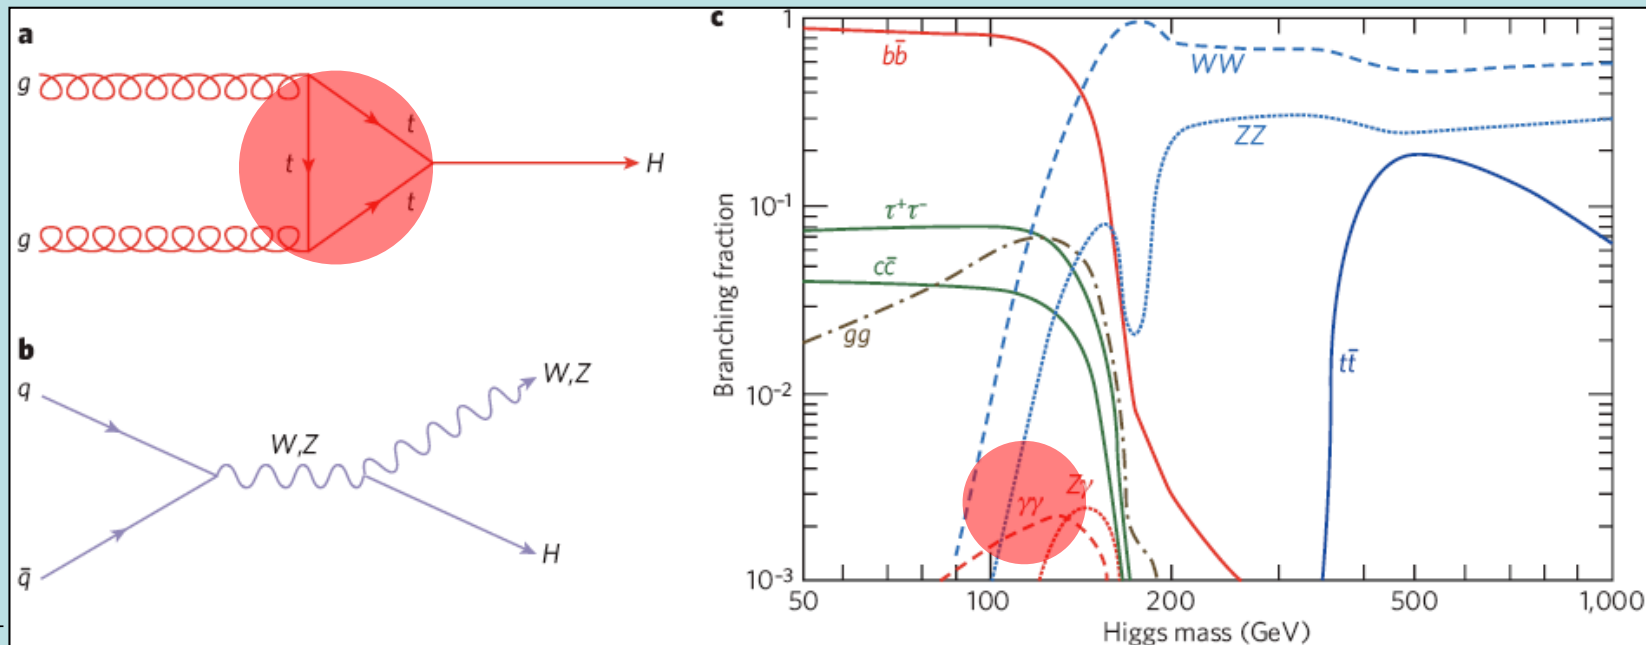 a
g
t
t
t
H
g
b
q
W,Z
W,Z
H
q̄
c
Branching fraction
1
10⁻¹
10⁻²
10⁻³
bb̄
WW
ZZ
τ⁺τ⁻
cc̄
gg
tt̄
Zγ
γγ
50
100
200
500
1,000
Higgs mass (GeV)